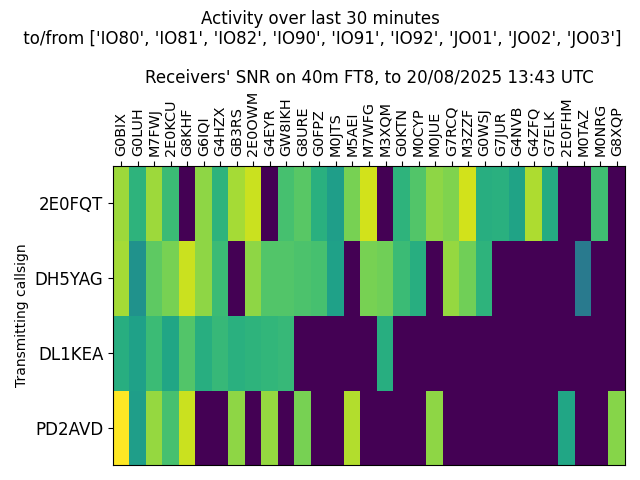 Activity over last 30 minutes
to/from ['IO80', 'IO81', 'IO82', 'IO90', 'IO91', 'IO92', 'JO01', 'JO02', 'JO03']
Receivers' SNR on 40m FT8, to 20/08/2025 13:43 UTC
G0BIX
G0LUH
M7FWJ
2E0KCU
G8KHF
G6IQI
G4HZX
GB3RS
2E0OWM
G4EYR
GW8IKH
G8URE
G0FPZ
M0JTS
M5AEI
M7WFG
M3XQM
G0KTN
M0CYP
M0JUE
G7RCQ
M3ZZF
G0WSJ
G7JUR
G4NVB
G4ZFQ
G7ELK
2E0FHM
M0TAZ
M0NRG
G8XQP
Transmitting callsign
2E0FQT
DH5YAG
DL1KEA
PD2AVD